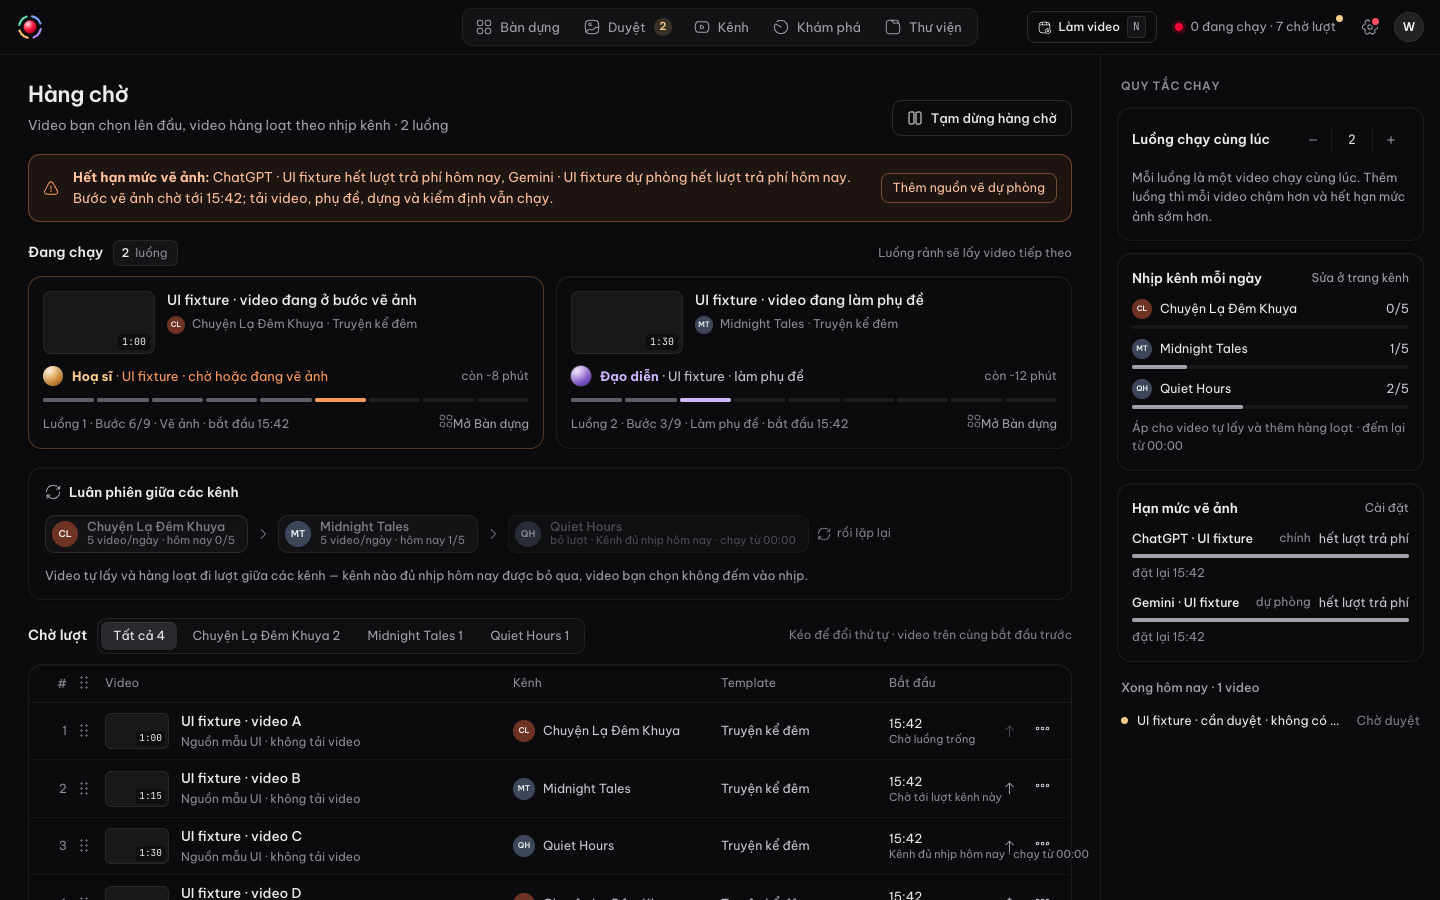 Bàn dựng
Duyệt 2
Kênh
Khám phá
Thư viện
Làm video N
0 đang chạy · 7 chờ lượt
W
Hàng chờ
Video bạn chọn lên đầu, video hàng loạt theo nhịp kênh · 2 luồng
Tạm dừng hàng chờ
Hết hạn mức vẽ ảnh: ChatGPT · UI fixture hết lượt trả phí hôm nay, Gemini · UI fixture dự phòng hết lượt trả phí hôm nay.
Bước vẽ ảnh chờ tới 15:42; tải video, phụ đề, dựng và kiểm định vẫn chạy.
Thêm nguồn vẽ dự phòng
Đang chạy 2 luồng
Luồng rảnh sẽ lấy video tiếp theo
1:00
UI fixture · video đang ở bước vẽ ảnh
CL Chuyện Lạ Đêm Khuya · Truyện kể đêm
Hoạ sĩ · UI fixture · chờ hoặc đang vẽ ảnh
còn ~8 phút
Luồng 1 · Bước 6/9 · Vẽ ảnh · bắt đầu 15:42
Mở Bàn dựng
1:30
UI fixture · video đang làm phụ đề
MT Midnight Tales · Truyện kể đêm
Đạo diễn · UI fixture · làm phụ đề
còn ~12 phút
Luồng 2 · Bước 3/9 · Làm phụ đề · bắt đầu 15:42
Mở Bàn dựng
Luân phiên giữa các kênh
CL Chuyện Lạ Đêm Khuya
5 video/ngày · hôm nay 0/5
MT Midnight Tales
5 video/ngày · hôm nay 1/5
QH Quiet Hours
bỏ lượt · Kênh đủ nhịp hôm nay · chạy từ 00:00
rồi lặp lại
Video tự lấy và hàng loạt đi lượt giữa các kênh — kênh nào đủ nhịp hôm nay được bỏ qua, video bạn chọn không đếm vào nhịp.
Chờ lượt
Tất cả 4
Chuyện Lạ Đêm Khuya 2
Midnight Tales 1
Quiet Hours 1
Kéo để đổi thứ tự · video trên cùng bắt đầu trước
# Video Kênh Template Bắt đầu
1 1:00 UI fixture · video A CL Chuyện Lạ Đêm Khuya Truyện kể đêm 15:42
Nguồn mẫu UI · không tải video Chờ luồng trống
2 1:15 UI fixture · video B MT Midnight Tales Truyện kể đêm 15:42
Nguồn mẫu UI · không tải video Chờ tới lượt kênh này
3 1:30 UI fixture · video C QH Quiet Hours Truyện kể đêm 15:42
Nguồn mẫu UI · không tải video Kênh đủ nhịp hôm nay · chạy từ 00:00
UI fixture · video D 15:42
QUY TẮC CHẠY
Luồng chạy cùng lúc − 2 +
Mỗi luồng là một video chạy cùng lúc. Thêm
luồng thì mỗi video chậm hơn và hết hạn mức
ảnh sớm hơn.
Nhịp kênh mỗi ngày
Sửa ở trang kênh
CL Chuyện Lạ Đêm Khuya 0/5
MT Midnight Tales 1/5
QH Quiet Hours 2/5
Áp cho video tự lấy và thêm hàng loạt · đếm lại
từ 00:00
Hạn mức vẽ ảnh
Cài đặt
ChatGPT · UI fixture chính hết lượt trả phí
đặt lại 15:42
Gemini · UI fixture dự phòng hết lượt trả phí
đặt lại 15:42
Xong hôm nay · 1 video
UI fixture · cần duyệt · không có ... Chờ duyệt